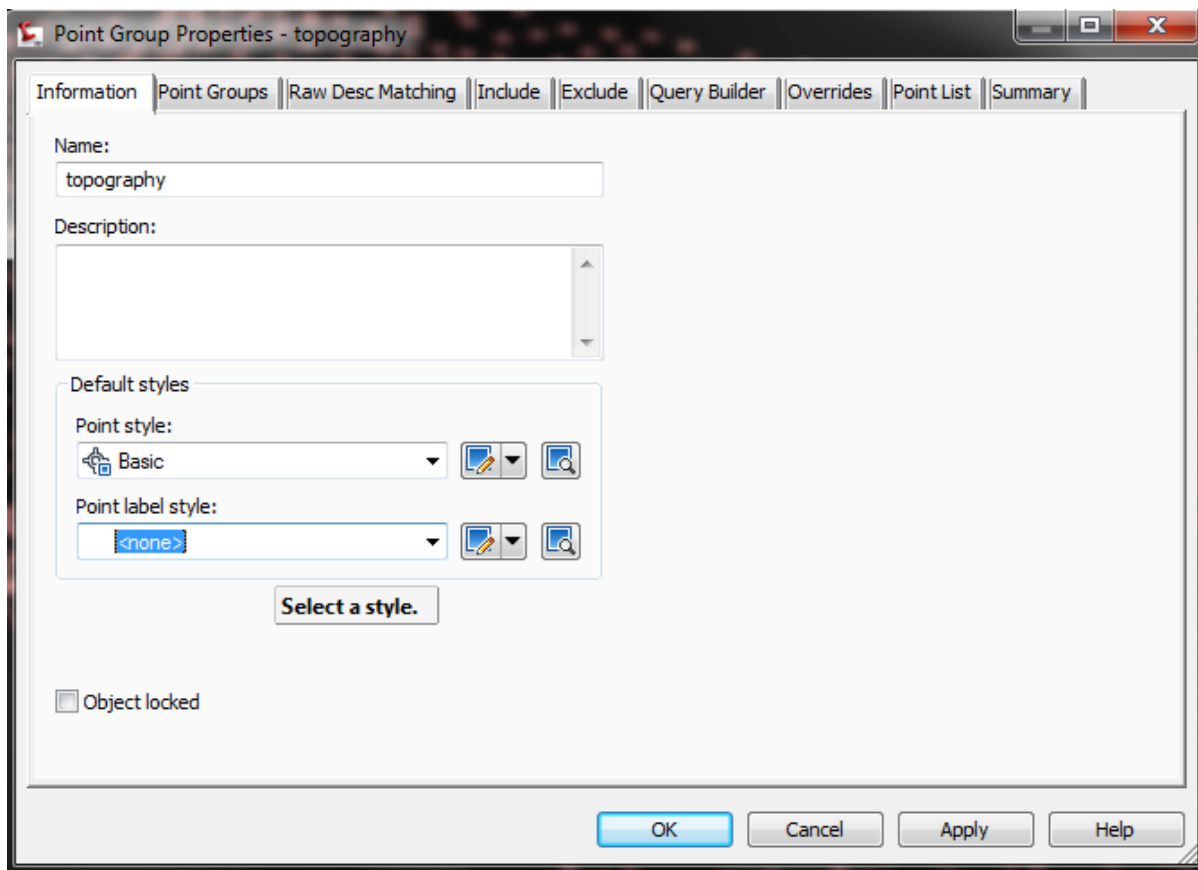 Point Group Properties - topography
Information Point Groups Raw Desc Matching Include Exclude Query Builder Overrides Point List Summary
Name:
topography
Description:
Default styles
Point style:
Basic
Point label style:
<none>
Select a style.
Object locked
OK Cancel Apply Help